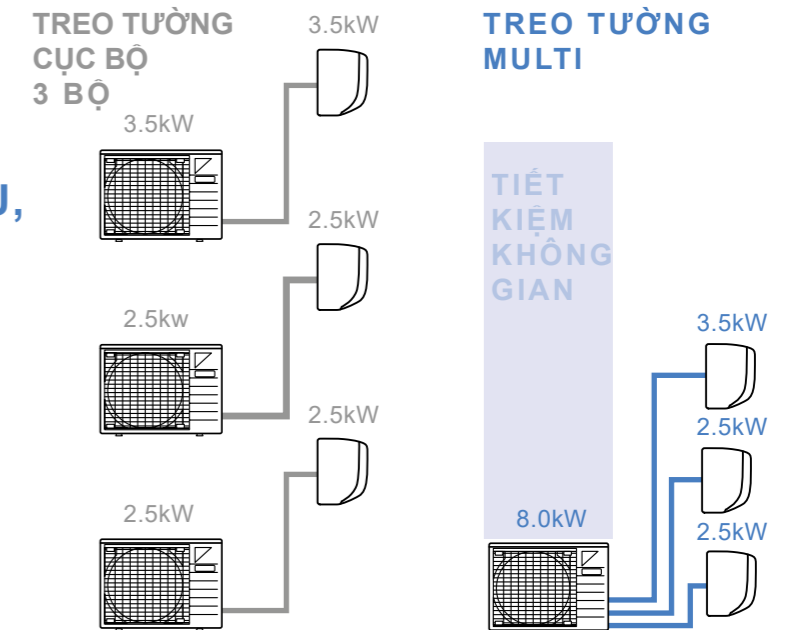 TREO TƯỜNG
CỤC BỘ
3 BỘ
3.5kW
3.5kW
2.5kW
2.5kw
2.5kW
2.5kW
U,
TREO TƯỜNG
MULTI
TIẾT
KIỆM
KHÔNG
GIAN
3.5kW
2.5kW
8.0kW
2.5kW